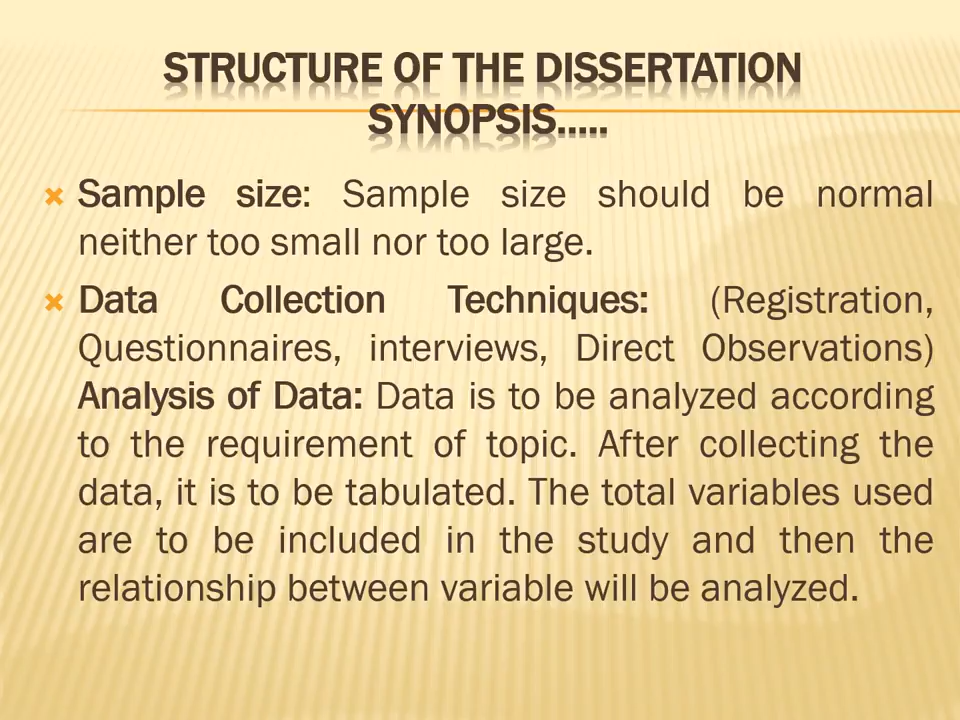 STRUCTURE OF THE DISSERTATION
SYNOPSIS.....
Sample size: Sample size should be normal
neither too small nor too large.
Data Collection Techniques: (Registration,
Questionnaires, interviews, Direct Observations)
Analysis of Data: Data is to be analyzed according
to the requirement of topic. After collecting the
data, it is to be tabulated. The total variables used
are to be included in the study and then the
relationship between variable will be analyzed.